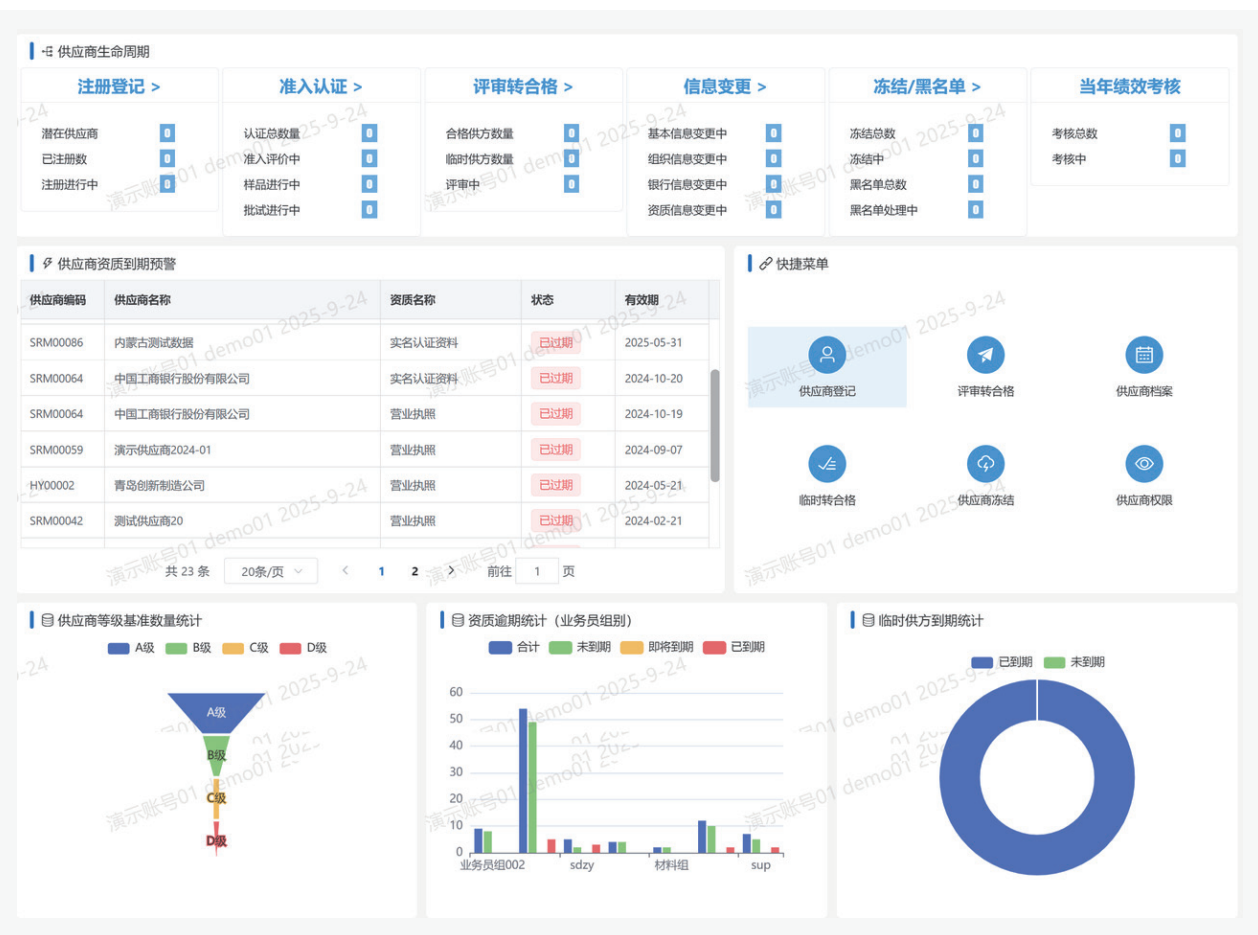 供应商生命周期
注册登记 >
潜在供应商 0
已注册数 0
注册进行中 0
准入认证 >
认证总数量 0
准入评价中 0
样品进行中 0
批试进行中 0
评审转合格 >
合格供方数量 0
临时供方数量 0
评审中 0
信息变更 >
基本信息变更中 0
组织信息变更中 0
银行信息变更中 0
资质信息变更中 0
冻结/黑名单 >
冻结总数 0
冻结中 0
黑名单总数 0
黑名单处理中 0
当年绩效考核
考核总数 0
考核中 0
供应商资质到期预警
供应商编码 供应商名称 资质名称 状态 有效期
SRM00086 内蒙古测试数据 实名认证资料 已过期 2025-05-31
SRM00064 中国工商银行股份有限公司 实名认证资料 已过期 2024-10-20
SRM00064 中国工商银行股份有限公司 营业执照 已过期 2024-10-19
SRM00059 演示供应商2024-01 营业执照 已过期 2024-09-07
HY00002 青岛创新制造公司 营业执照 已过期 2024-05-21
SRM00042 测试供应商20 营业执照 已过期 2024-02-21
共 23 条 20条/页 < 1 2 > 前往 1 页
快捷菜单
供应商登记 评审转合格 供应商档案
临时转合格 供应商冻结 供应商权限
供应商等级基准数量统计
A级 B级 C级 D级
A级
B级
C级
D级
资质逾期统计（业务员组别）
合计 未到期 即将到期 已到期
60
50
40
30
20
10
0
业务员组002 sdzy 材料组 sup
临时供方到期统计
已到期 未到期
演示账号01 demo01 2025-9-24